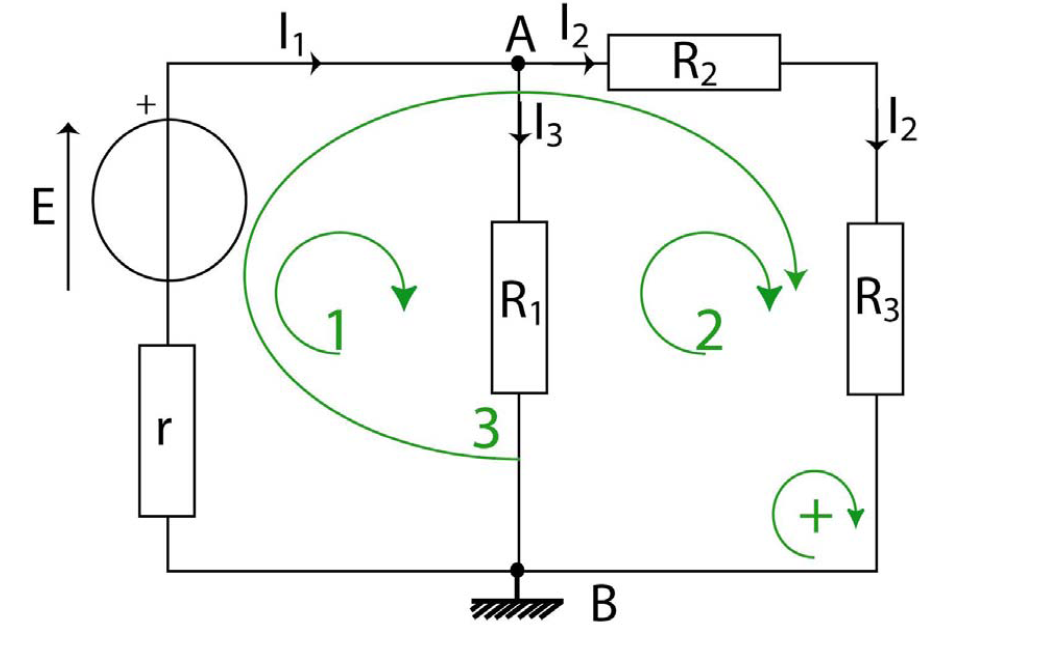 I₁
A
I₂
R₂
+
I₃
I₂
E
R₁
R₃
1
2
r
3
+
B